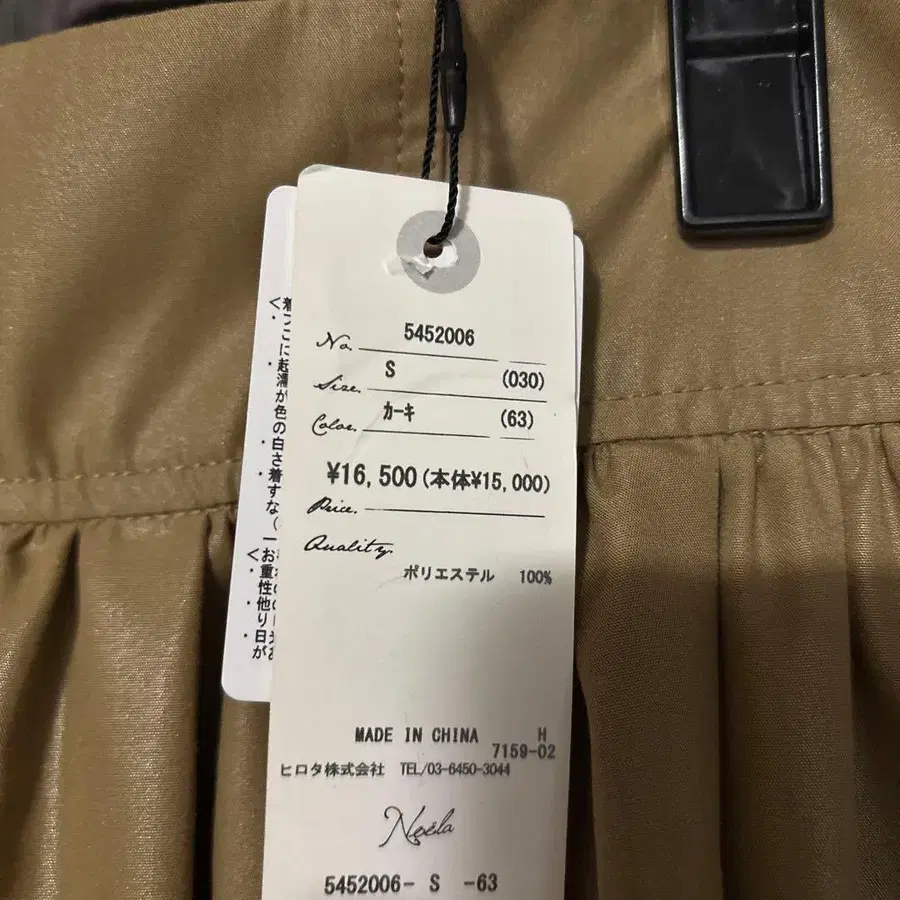 No. 5452006
Size. S (030)
Color. カーキ (63)
¥16,500(本体¥15,000)
Price.
Quality.
ポリエステル 100%
MADE IN CHINA H
7159-02
ヒロタ株式会社 TEL/03-6450-3044
Noëla
5452006- S -63